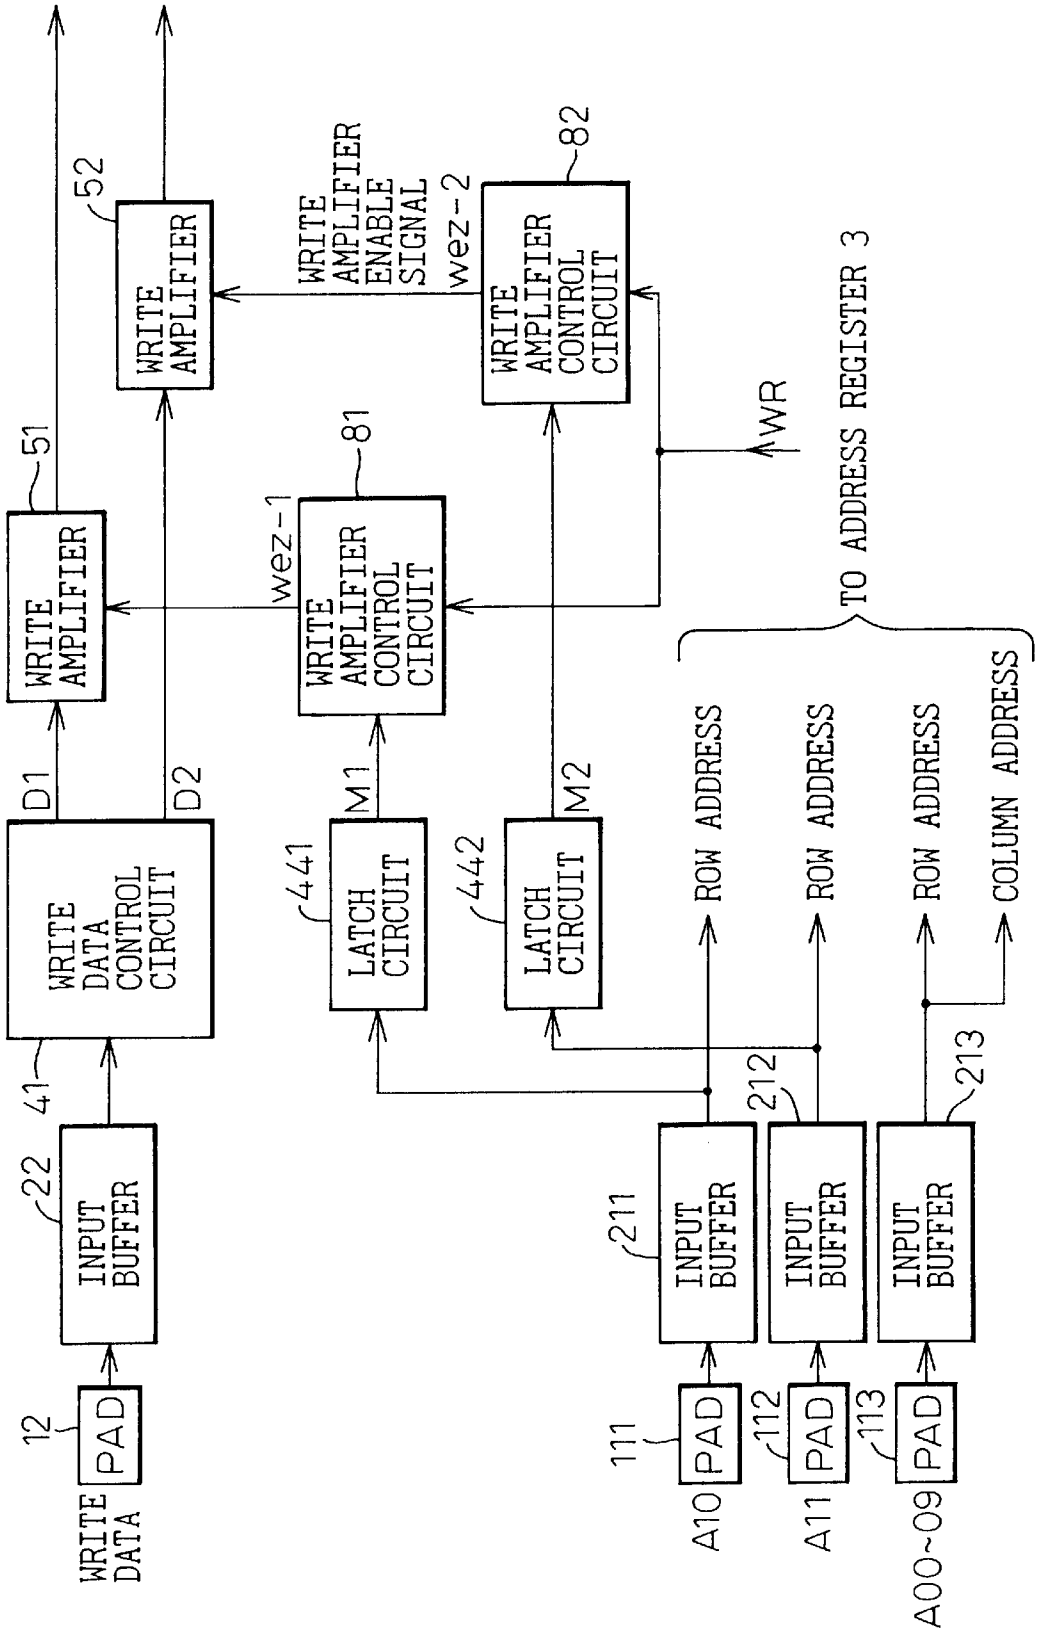 WRITE
DATA
12
PAD
22
INPUT
BUFFER
41
WRITE
DATA
CONTROL
CIRCUIT
D1
D2
51
WRITE
AMPLIFIER
52
WRITE
AMPLIFIER
441
LATCH
CIRCUIT
M1
81
WRITE
AMPLIFIER
CONTROL
CIRCUIT
wez-1
WRITE
AMPLIFIER
ENABLE
SIGNAL
wez-2
442
LATCH
CIRCUIT
M2
82
WRITE
AMPLIFIER
CONTROL
CIRCUIT
WR
A10
111
PAD
211
INPUT
BUFFER
ROW ADDRESS
A11
112
PAD
212
INPUT
BUFFER
ROW ADDRESS
A00~09
113
PAD
213
INPUT
BUFFER
ROW ADDRESS
COLUMN ADDRESS
TO ADDRESS REGISTER 3